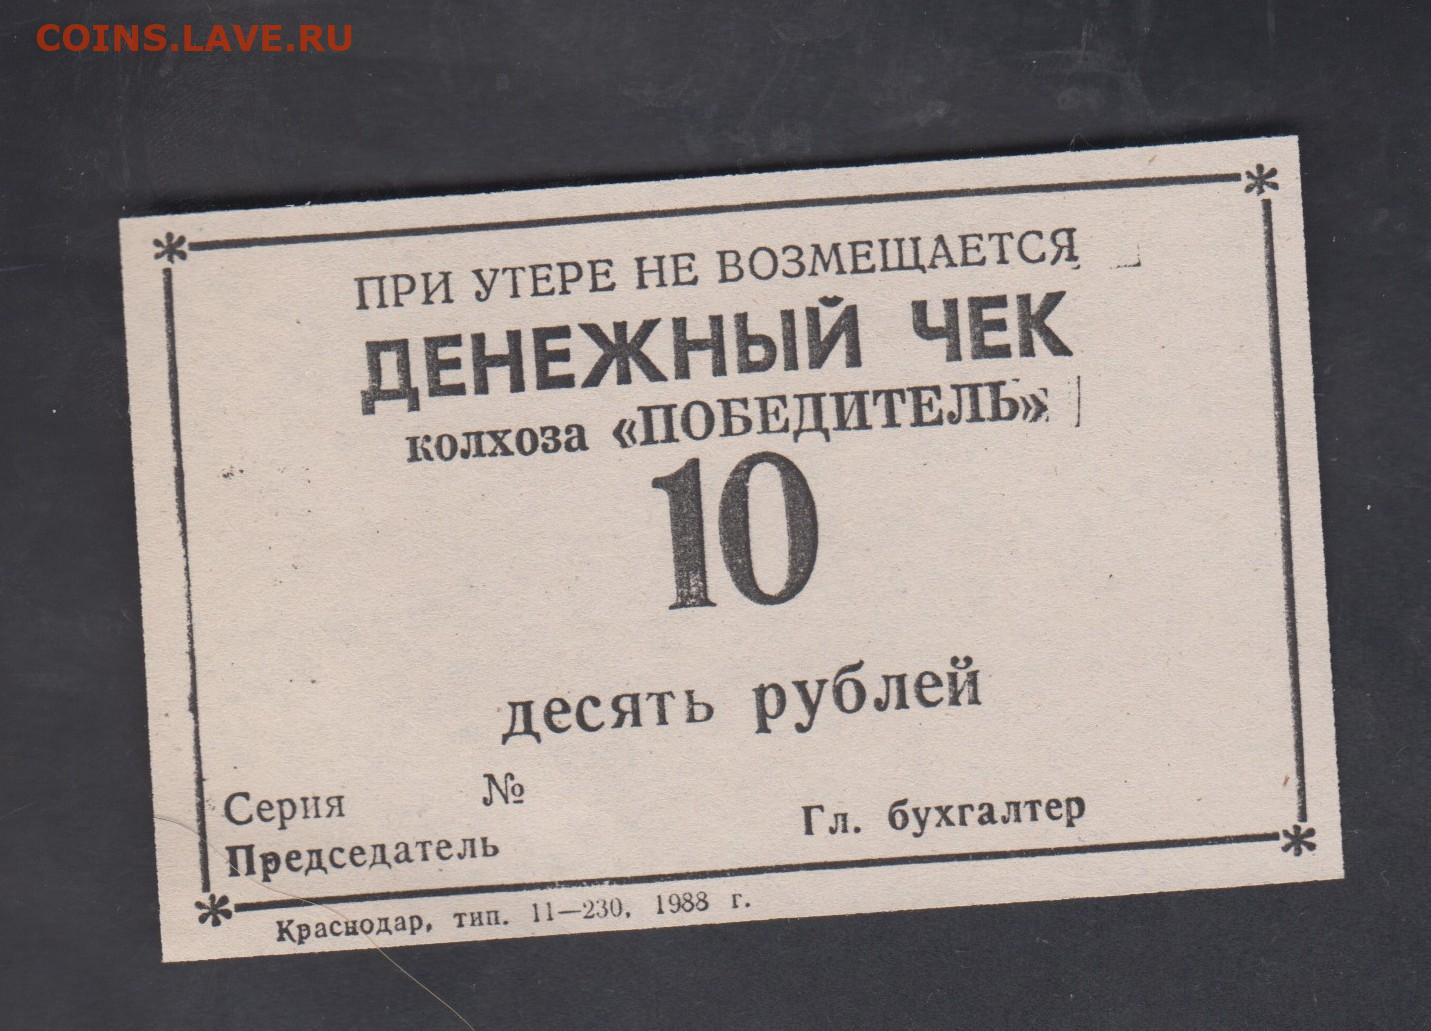 COINS.LAVE.RU
ПРИ УТЕРЕ НЕ ВОЗМЕЩАЕТСЯ
ДЕНЕЖНЫЙ ЧЕК
колхоза «ПОБЕДИТЕЛЬ»
10
десять рублей
Серия №
Председатель Гл. бухгалтер
Краснодар, тип. 11—230, 1988 г.